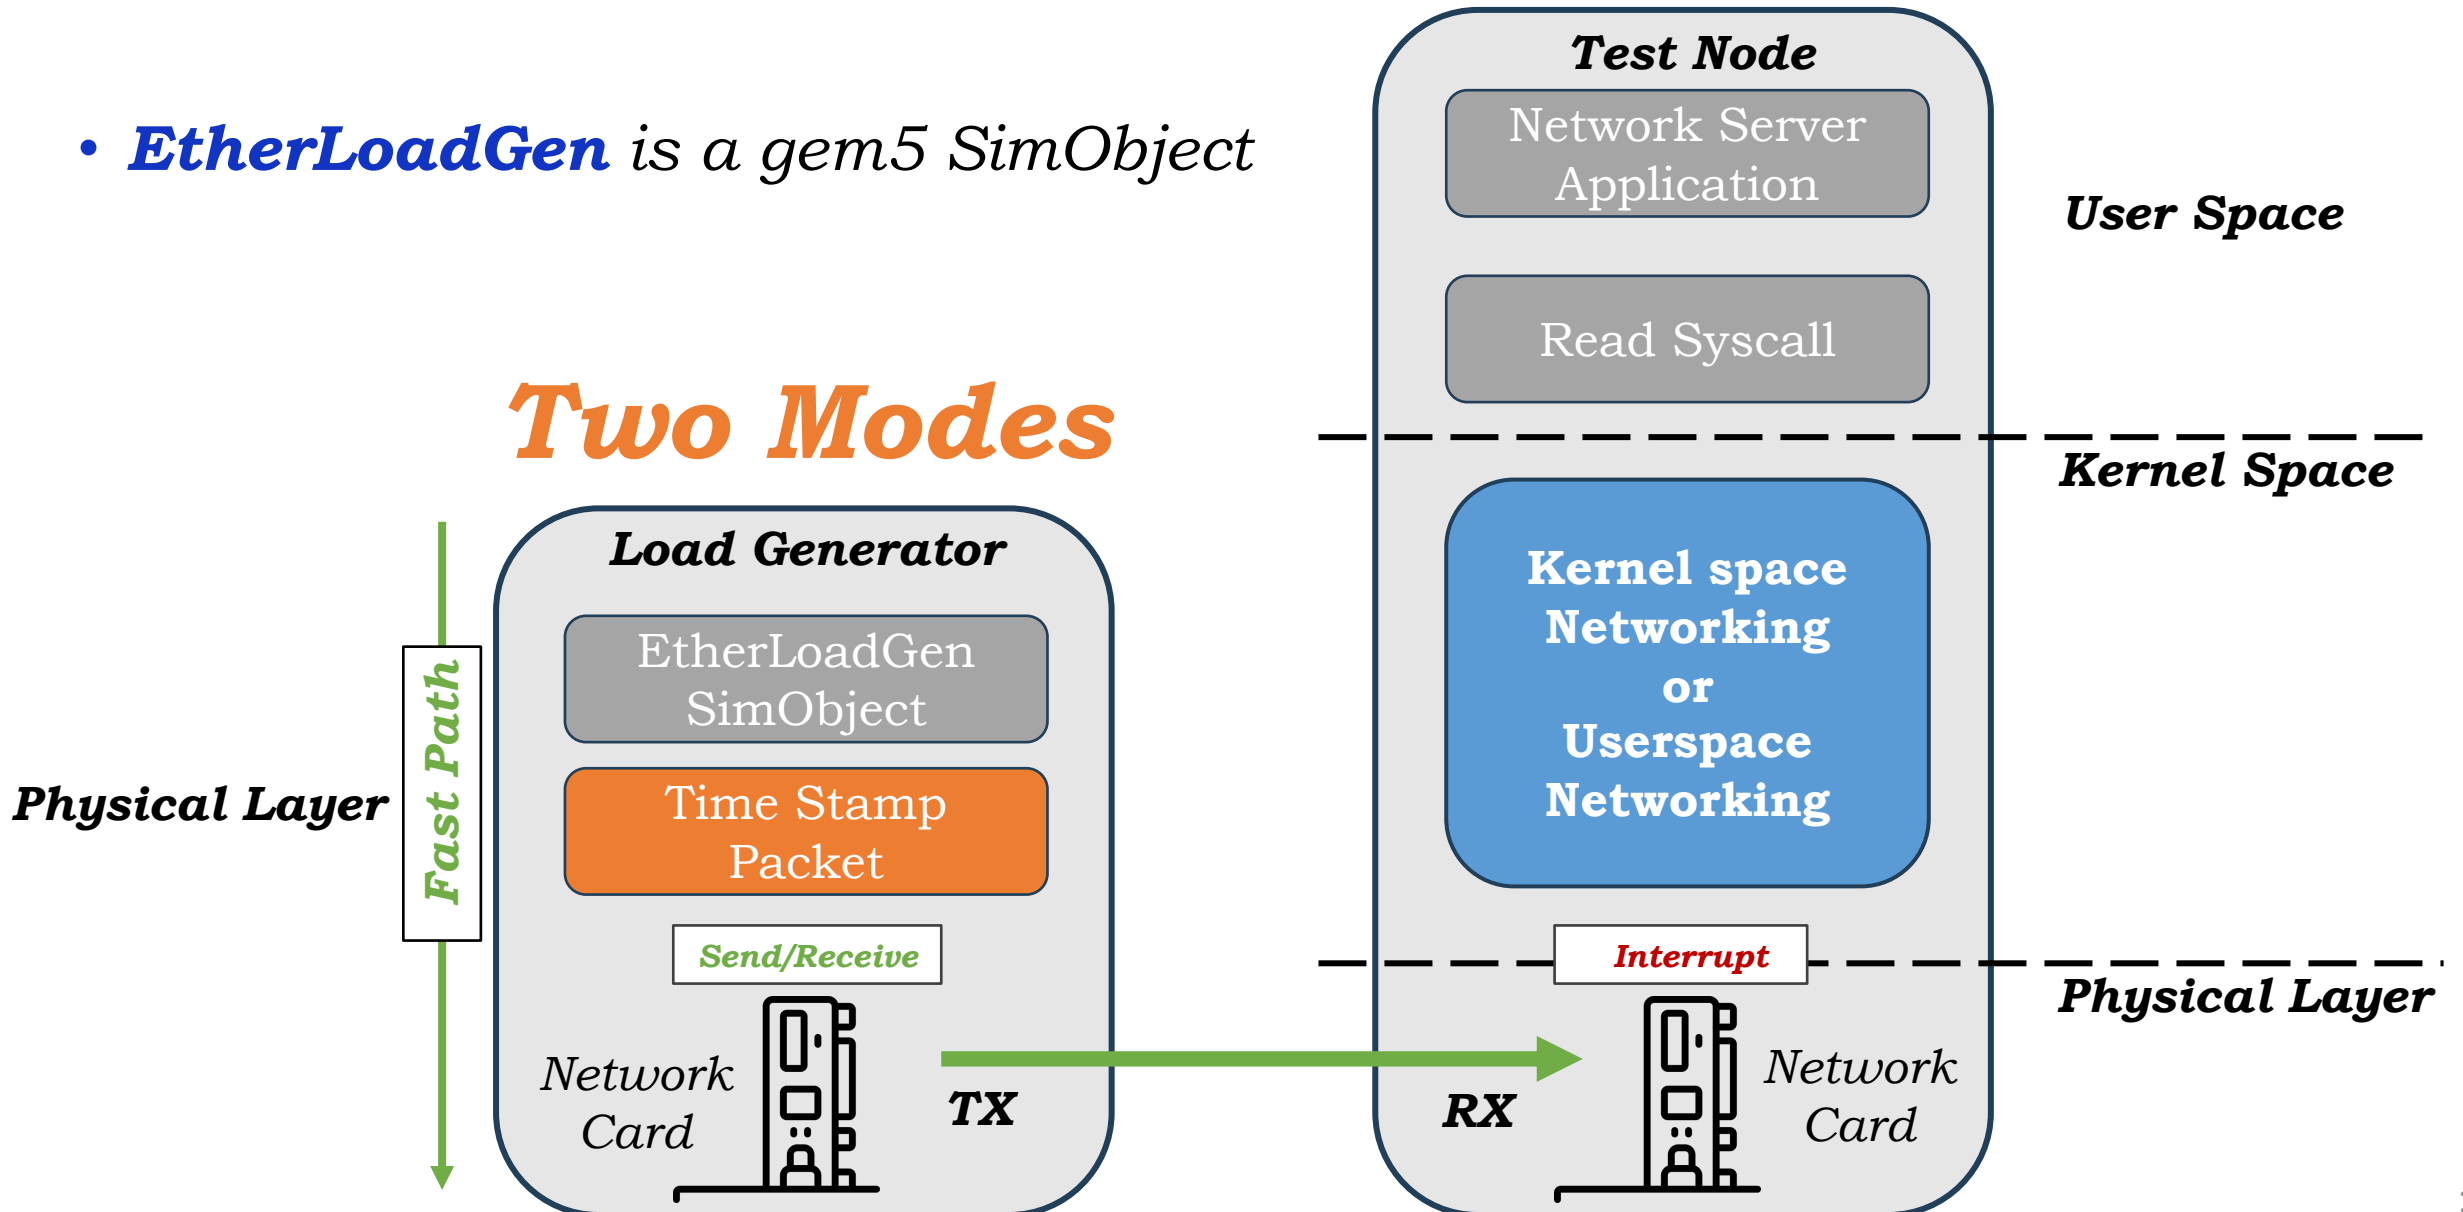 • EtherLoadGen is a gem5 SimObject
Two Modes
Physical Layer
Fast Path
Load Generator
EtherLoadGen
SimObject
Time Stamp
Packet
Send/Receive
Network
Card
TX
Test Node
Network Server
Application
Read Syscall
Kernel space
Networking
or
Userspace
Networking
Interrupt
RX
Network
Card
User Space
Kernel Space
Physical Layer